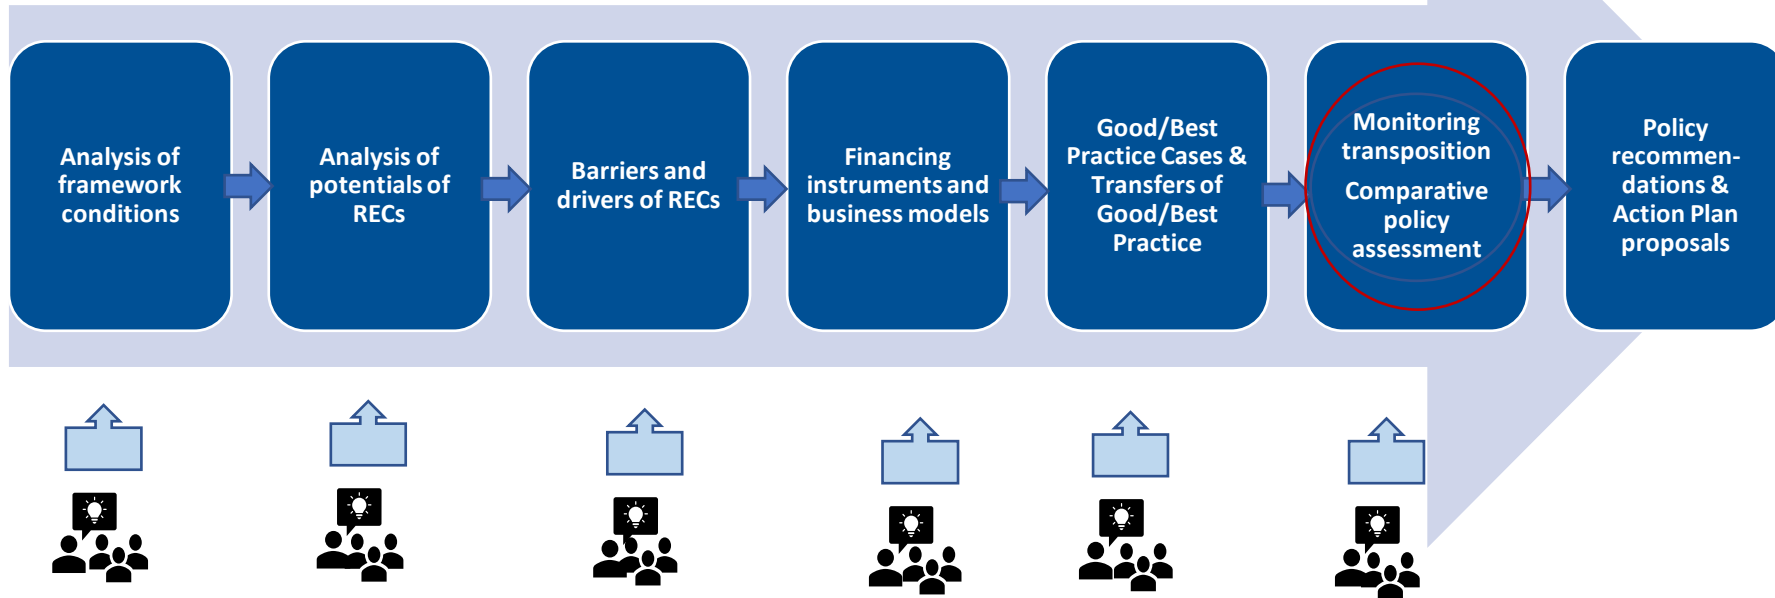 Analysis of
framework
conditions
Analysis of
potentials of
RECs
Barriers and
drivers of RECs
Financing
instruments and
business models
Good/Best
Practice Cases &
Transfers of
Good/Best
Practice
Monitoring
transposition
Comparative
policy
assessment
Policy
recommen-
dations &
Action Plan
proposals